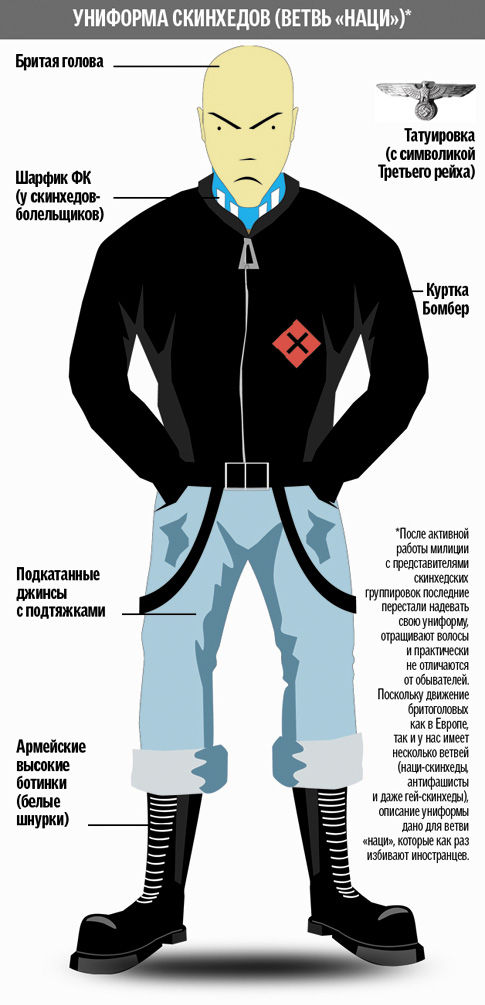 УНИФОРМА СКИНХЕДОВ (ВЕТВЬ «НАЦИ»)*
Бритая голова
Татуировка
(с символикой
Третьего рейха)
Шарфик ФК
(у скинхедов-
болельщиков)
Куртка
Бомбер
Подкатанные
джинсы
с подтяжками
Армейские
высокие
ботинки
(белые
шнурки)
*После активной
работы милиции
с представителями
скинхедских
группировок последние
перестали надевать
свою униформу,
отращивают волосы
и практически
не отличаются
от обывателей.
Поскольку движение
бритоголовых
как в Европе,
так и у нас имеет
несколько ветвей
(наци-скинхеды,
антифашисты
и даже гей-скинхеды),
описание униформы
дано для ветви
«наци», которые как раз
избивают иностранцев.